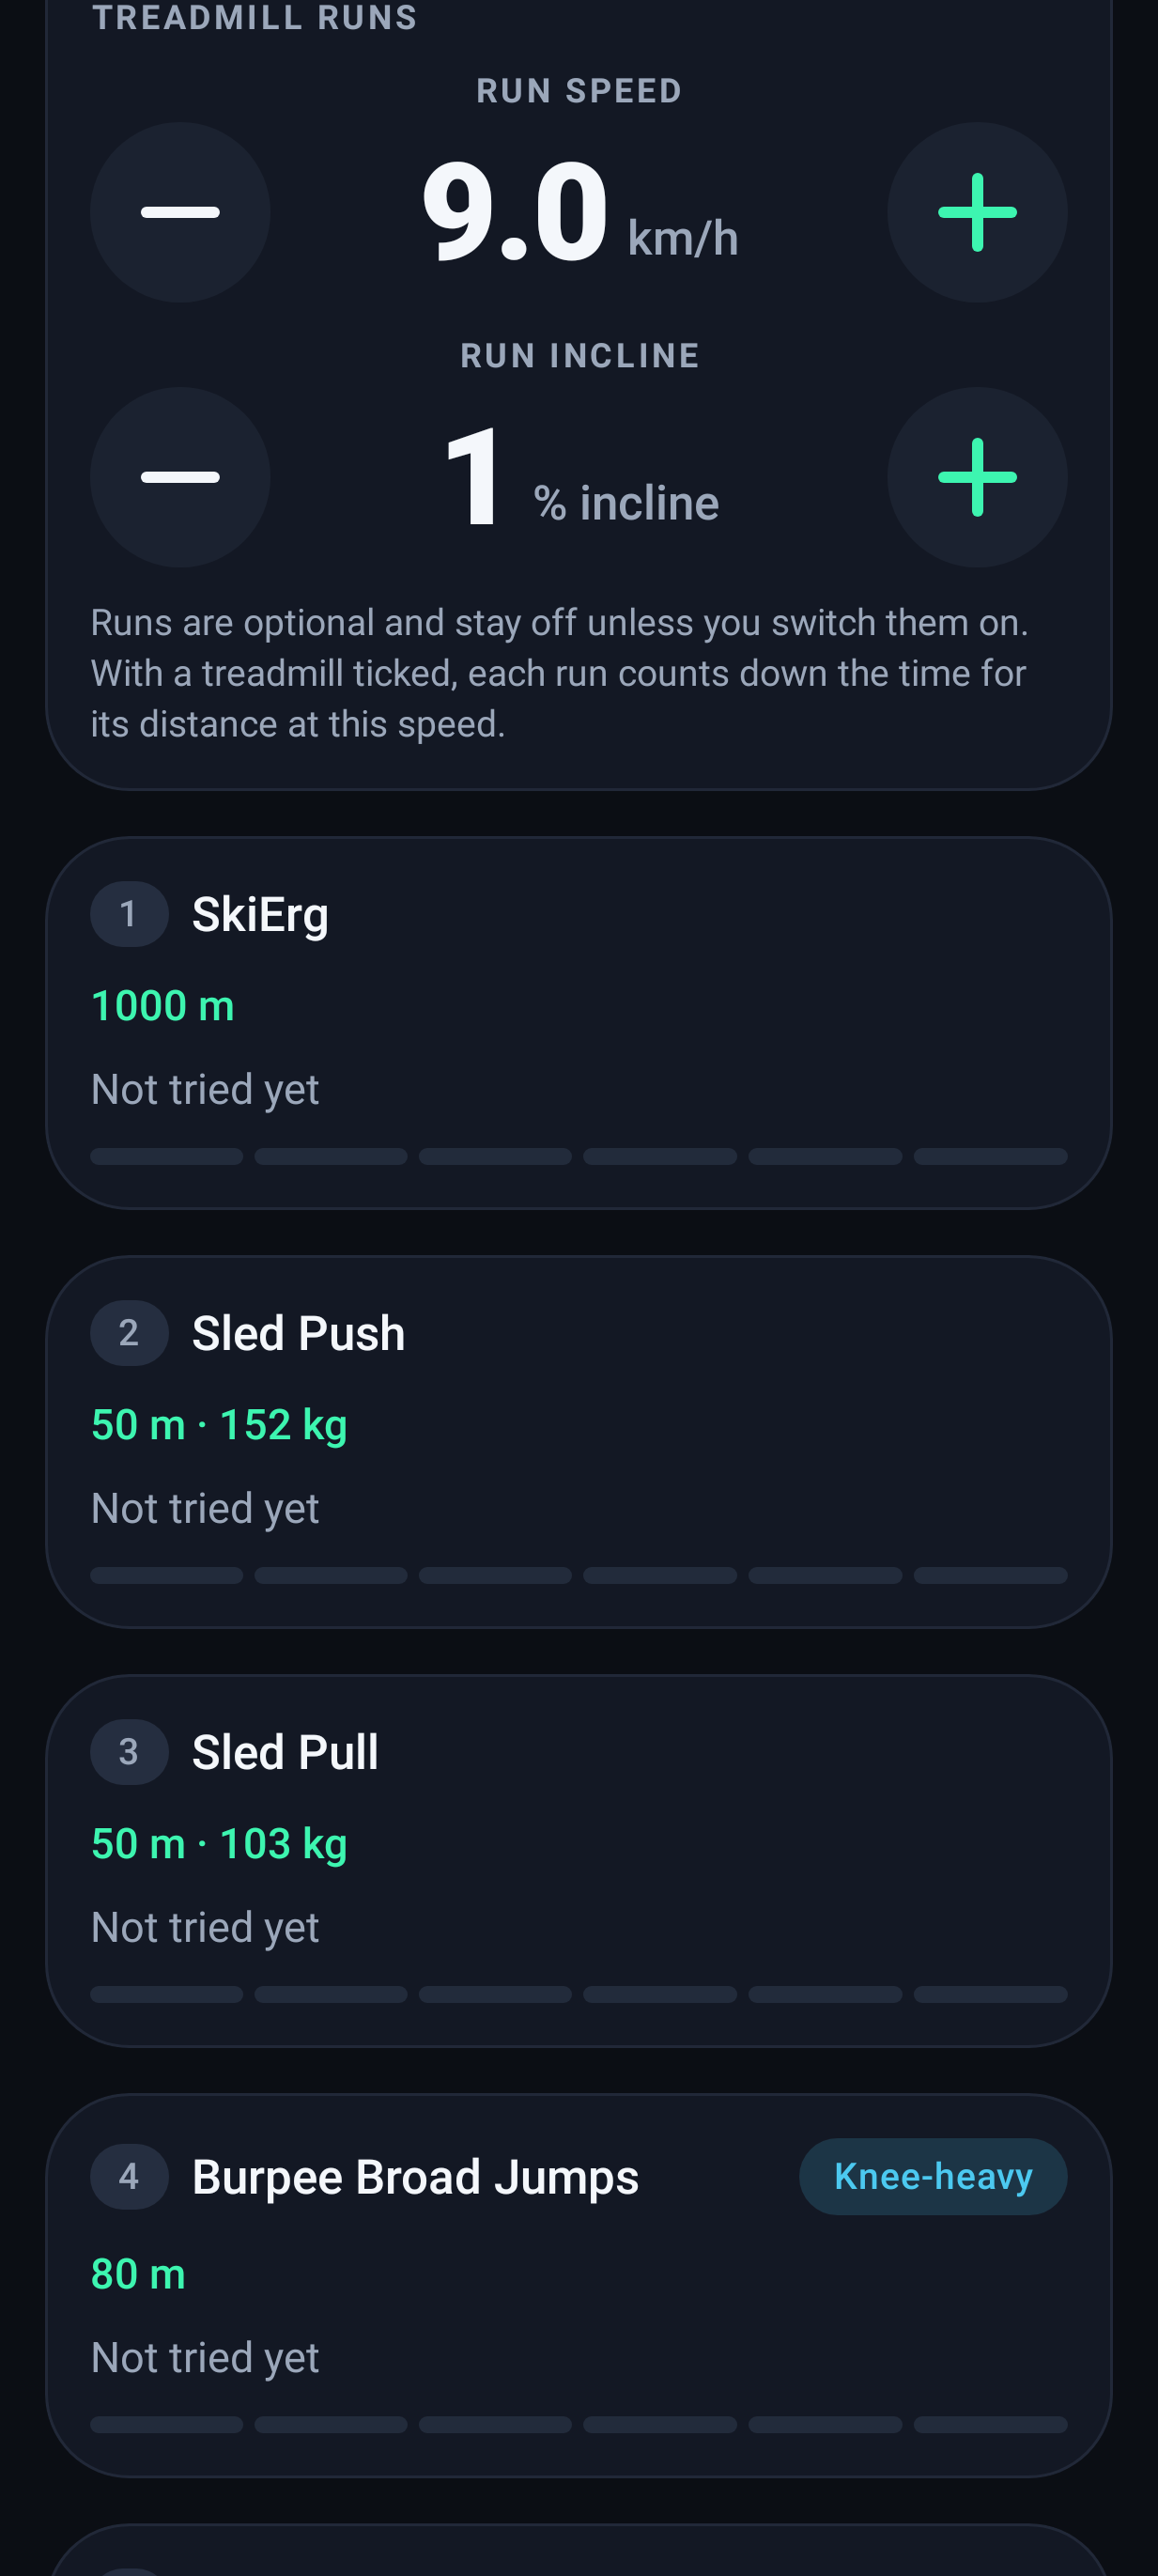 TREADMILL RUNS
RUN SPEED
9.0 km/h
RUN INCLINE
1 % incline
Runs are optional and stay off unless you switch them on.
With a treadmill ticked, each run counts down the time for
its distance at this speed.
1 SkiErg
1000 m
Not tried yet
2 Sled Push
50 m · 152 kg
Not tried yet
3 Sled Pull
50 m · 103 kg
Not tried yet
4 Burpee Broad Jumps Knee-heavy
80 m
Not tried yet